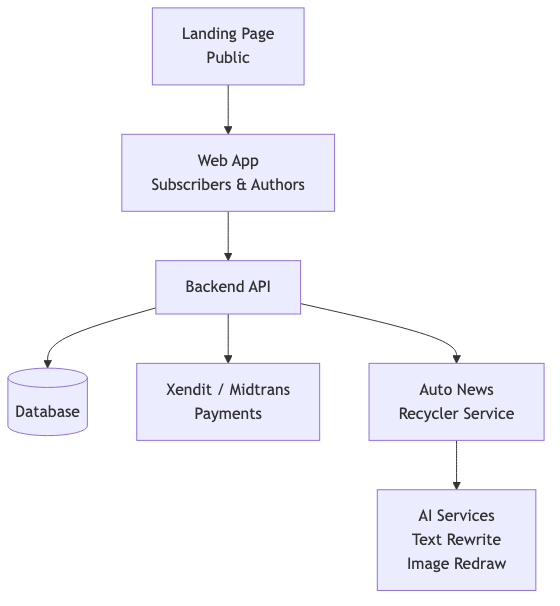 Landing Page
Public
Web App
Subscribers & Authors
Backend API
Database
Xendit / Midtrans
Payments
Auto News
Recycler Service
AI Services
Text Rewrite
Image Redraw